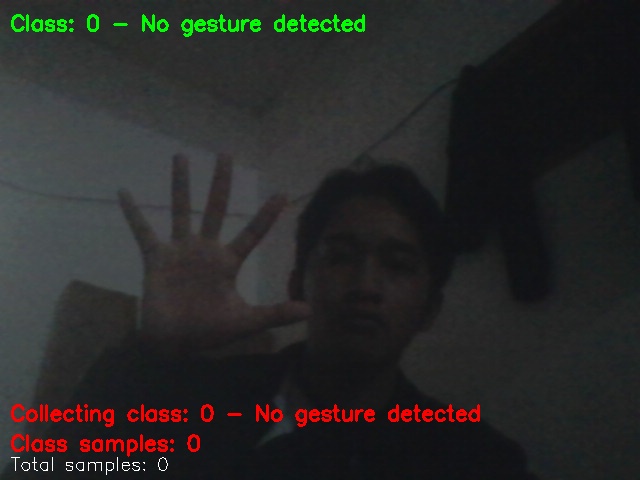 Class: 0 - No gesture detected
Collecting class: 0 - No gesture detected
Class samples: 0
Total samples: 0